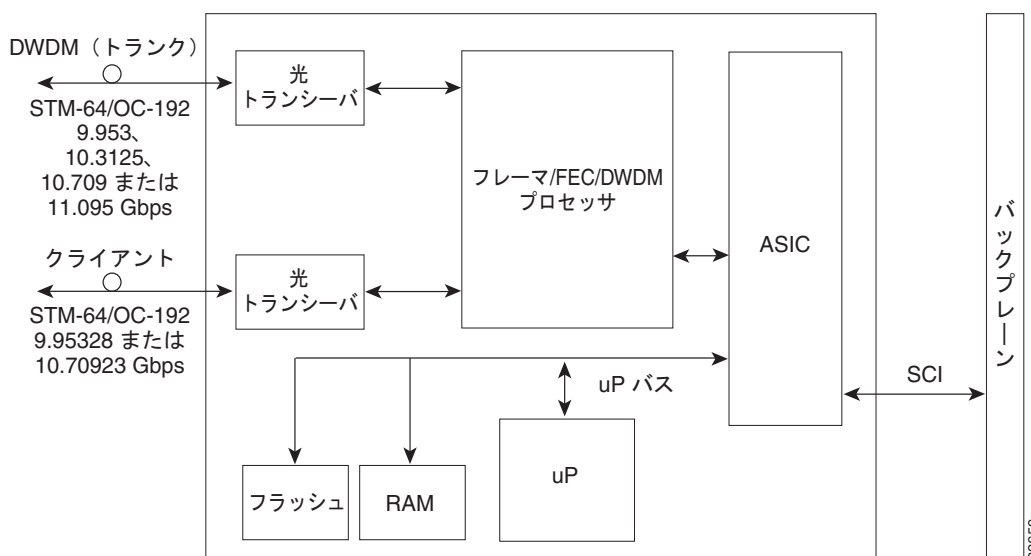 DWDM（トランク）
STM-64/OC-192
9.953、
10.3125、
10.709 または
11.095 Gbps
クライアント
STM-64/OC-192
9.95328 または
10.70923 Gbps
光
トランシーバ
光
トランシーバ
フレーマ/FEC/DWDM
プロセッサ
ASIC
uP バス
SCI
バックプレーン
フラッシュ
RAM
uP